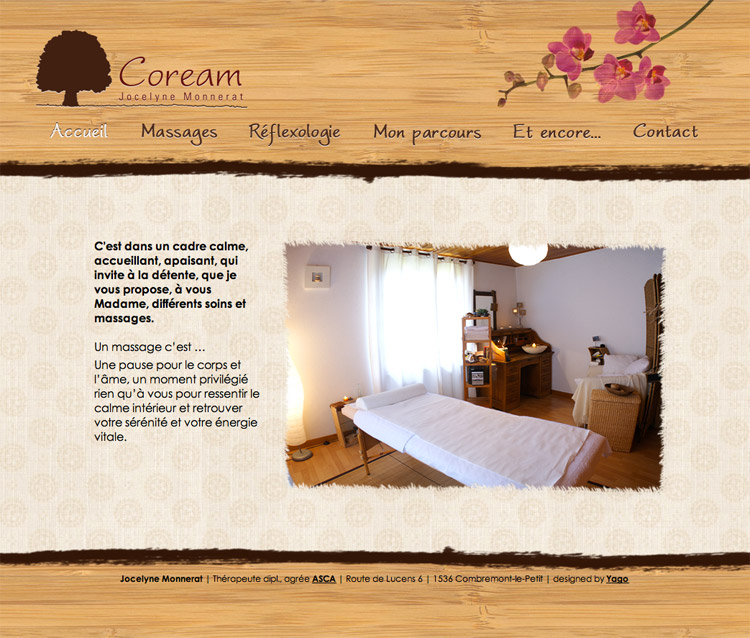 Coream
Jocelyne Monnerat
Accueil Massages Réflexologie Mon parcours Et encore... Contact
C'est dans un cadre calme,
accueillant, apaisant, qui
invite à la détente, que je
vous propose, à vous
Madame, différents soins et
massages.
Un massage c'est ...
Une pause pour le corps et
l'âme, un moment privilégié
rien qu'à vous pour ressentir le
calme intérieur et retrouver
votre sérénité et votre énergie
vitale.
Jocelyne Monnerat | Thérapeute dipl., agrée ASCA | Route de Lucens 6 | 1536 Combremont-le-Petit | designed by Yago